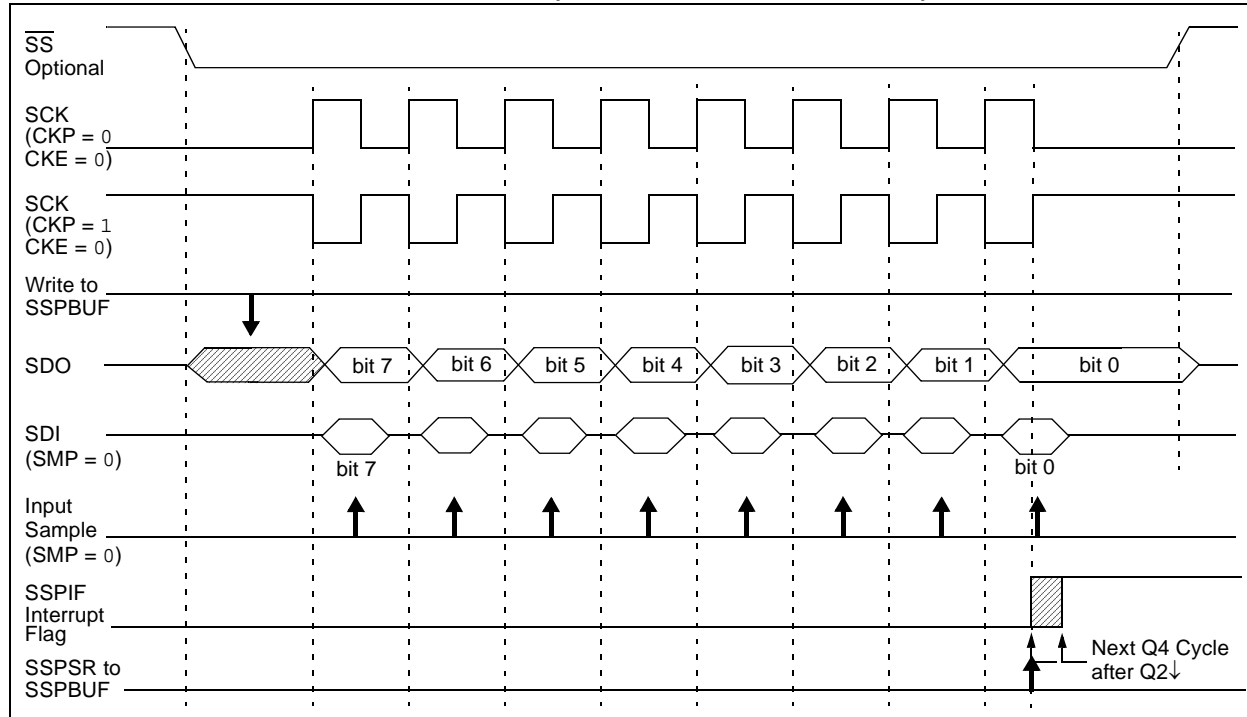 SS
Optional
SCK
(CKP = 0
CKE = 0)
SCK
(CKP = 1
CKE = 0)
Write to
SSPBUF
SDO
bit 7 bit 6 bit 5 bit 4 bit 3 bit 2 bit 1 bit 0
SDI
(SMP = 0)
bit 7 bit 0
Input
Sample
(SMP = 0)
SSPIF
Interrupt
Flag
Next Q4 Cycle
after Q2↓
SSPSR to
SSPBUF